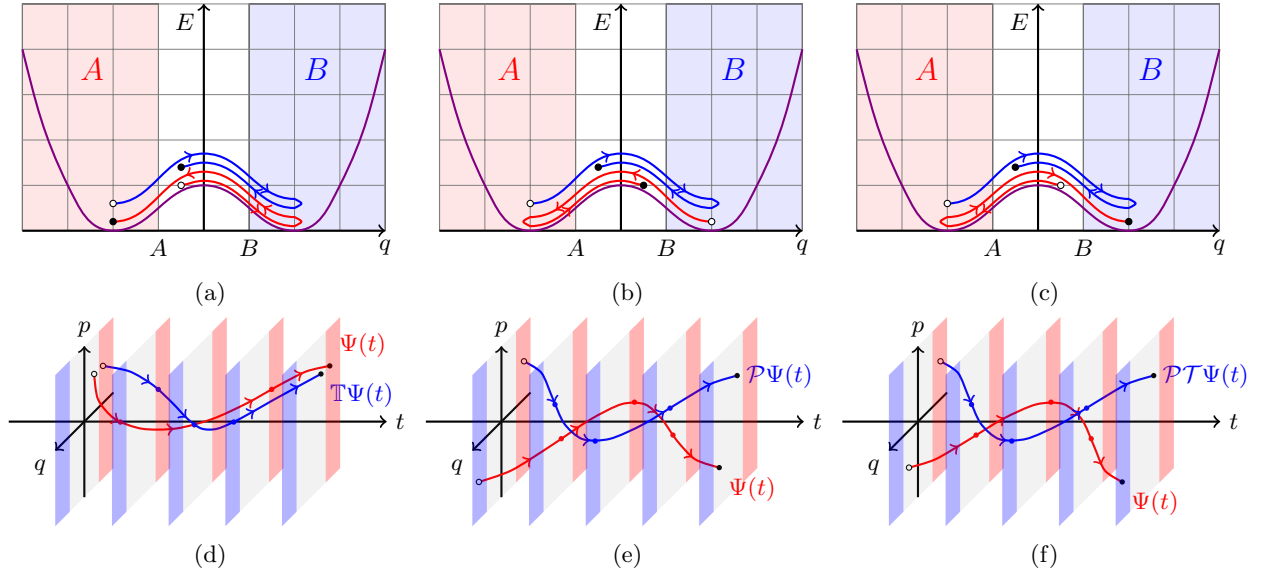 E
A
B
A
B
q
(a)
E
A
B
A
B
q
(b)
E
A
B
A
B
q
(c)
p
Ψ(t)
𝕋Ψ(t)
t
q
(d)
p
𝒫Ψ(t)
t
q
Ψ(t)
(e)
p
𝒫𝒯Ψ(t)
t
q
Ψ(t)
(f)